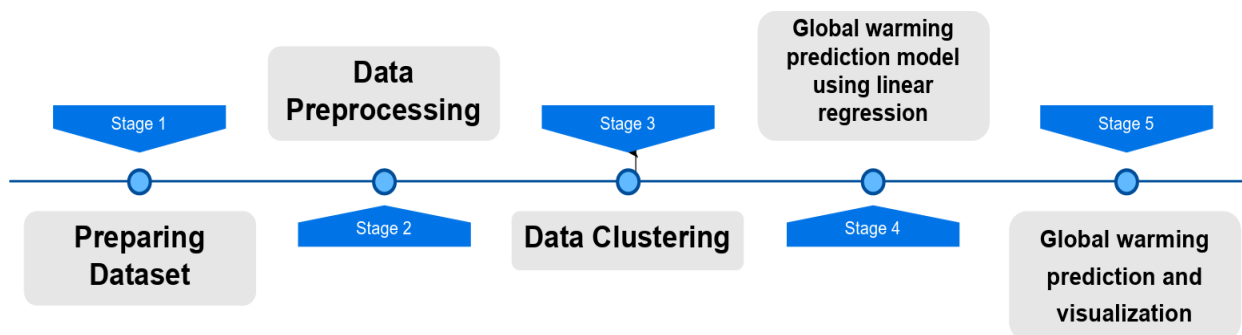 Stage 1
Preparing
Dataset
Data
Preprocessing
Stage 2
Stage 3
Data Clustering
Global warming
prediction model
using linear
regression
Stage 4
Stage 5
Global warming
prediction and
visualization